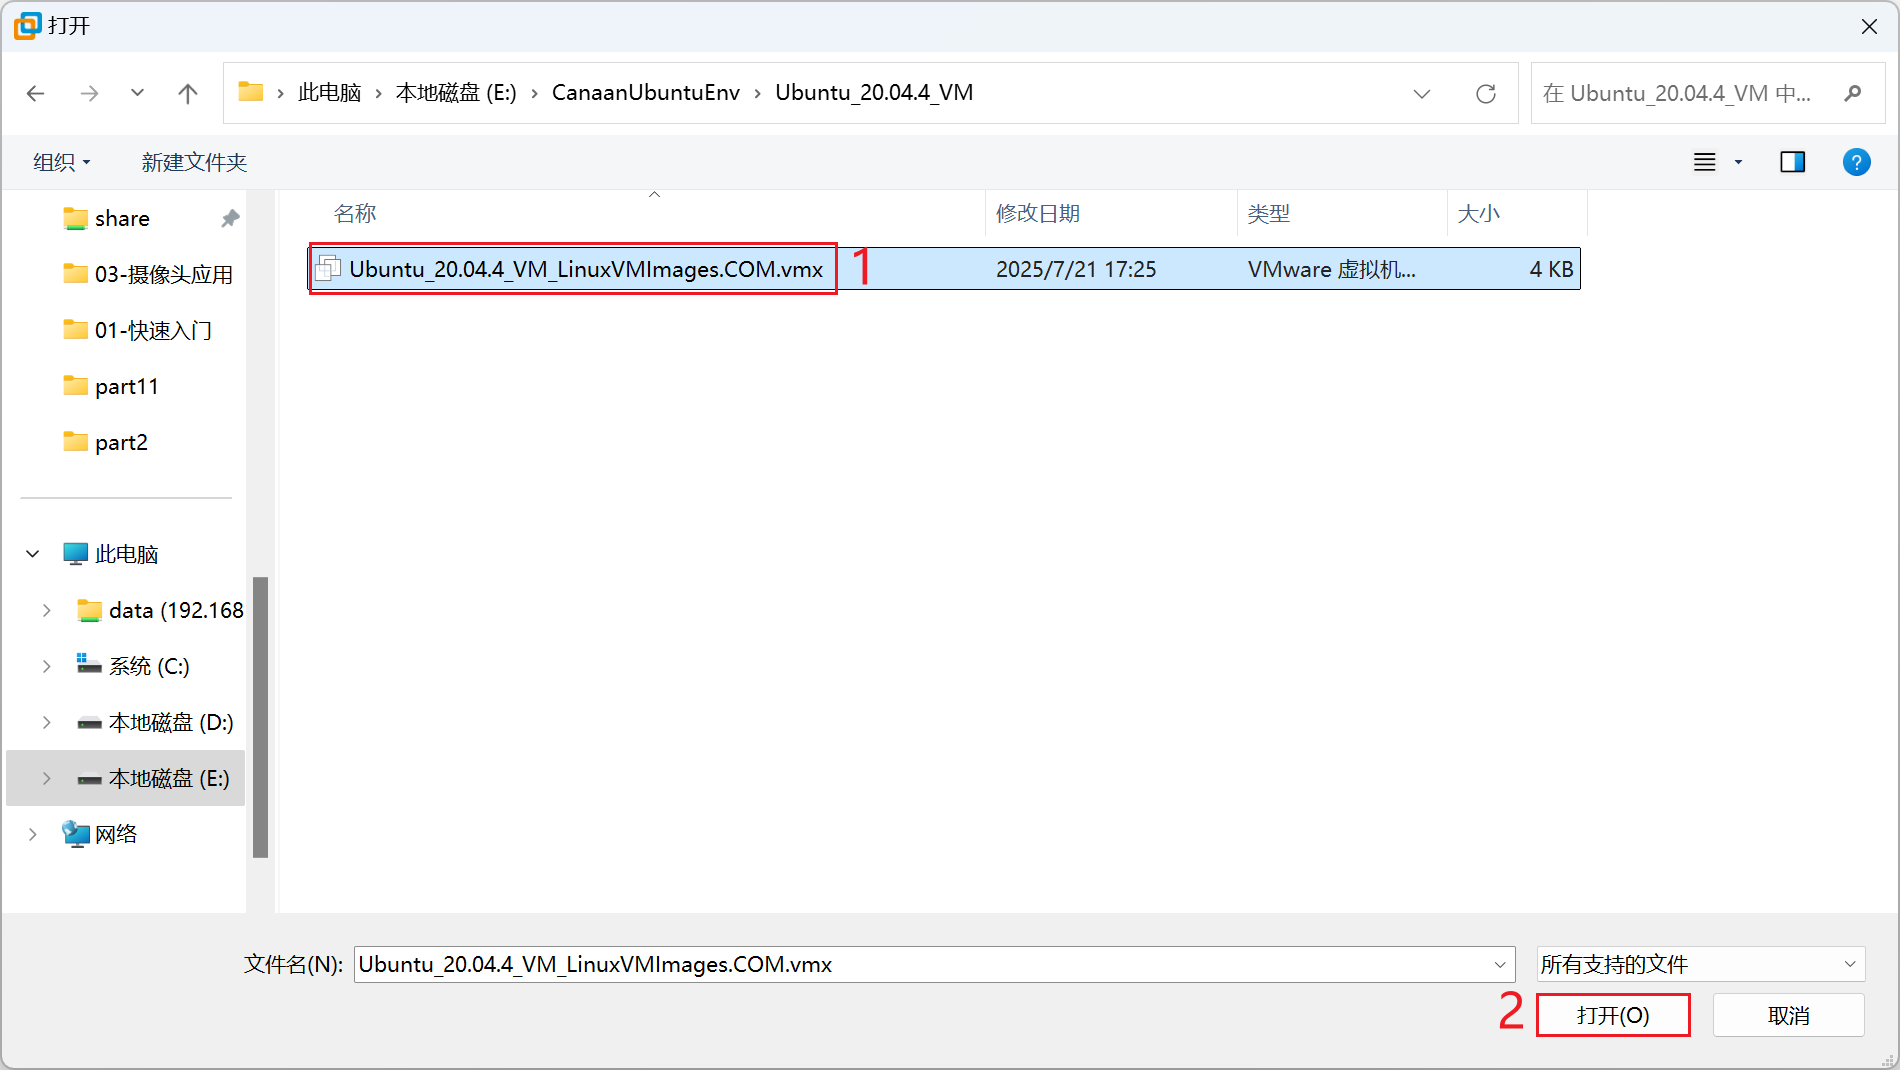 打开
此电脑 › 本地磁盘 (E:) › CanaanUbuntuEnv › Ubuntu_20.04.4_VM
在 Ubuntu_20.04.4_VM 中...
组织 新建文件夹
?
名称 修改日期 类型 大小
Ubuntu_20.04.4_VM_LinuxVMImages.COM.vmx 1 2025/7/21 17:25 VMware 虚拟机... 4 KB
share
03-摄像头应用
01-快速入门
part11
part2
此电脑
data (192.168
系统 (C:)
本地磁盘 (D:)
本地磁盘 (E:)
网络
文件名(N): Ubuntu_20.04.4_VM_LinuxVMImages.COM.vmx 所有支持的文件
2 打开(O) 取消